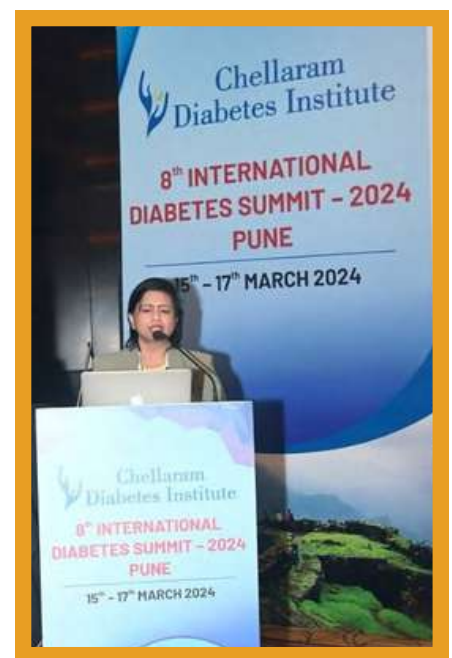 Chellaram
Diabetes Institute
8th INTERNATIONAL
DIABETES SUMMIT – 2024
PUNE
15th – 17th MARCH 2024
Chellaram
Diabetes Institute
8th INTERNATIONAL
DIABETES SUMMIT – 2024
PUNE
15th – 17th MARCH 2024